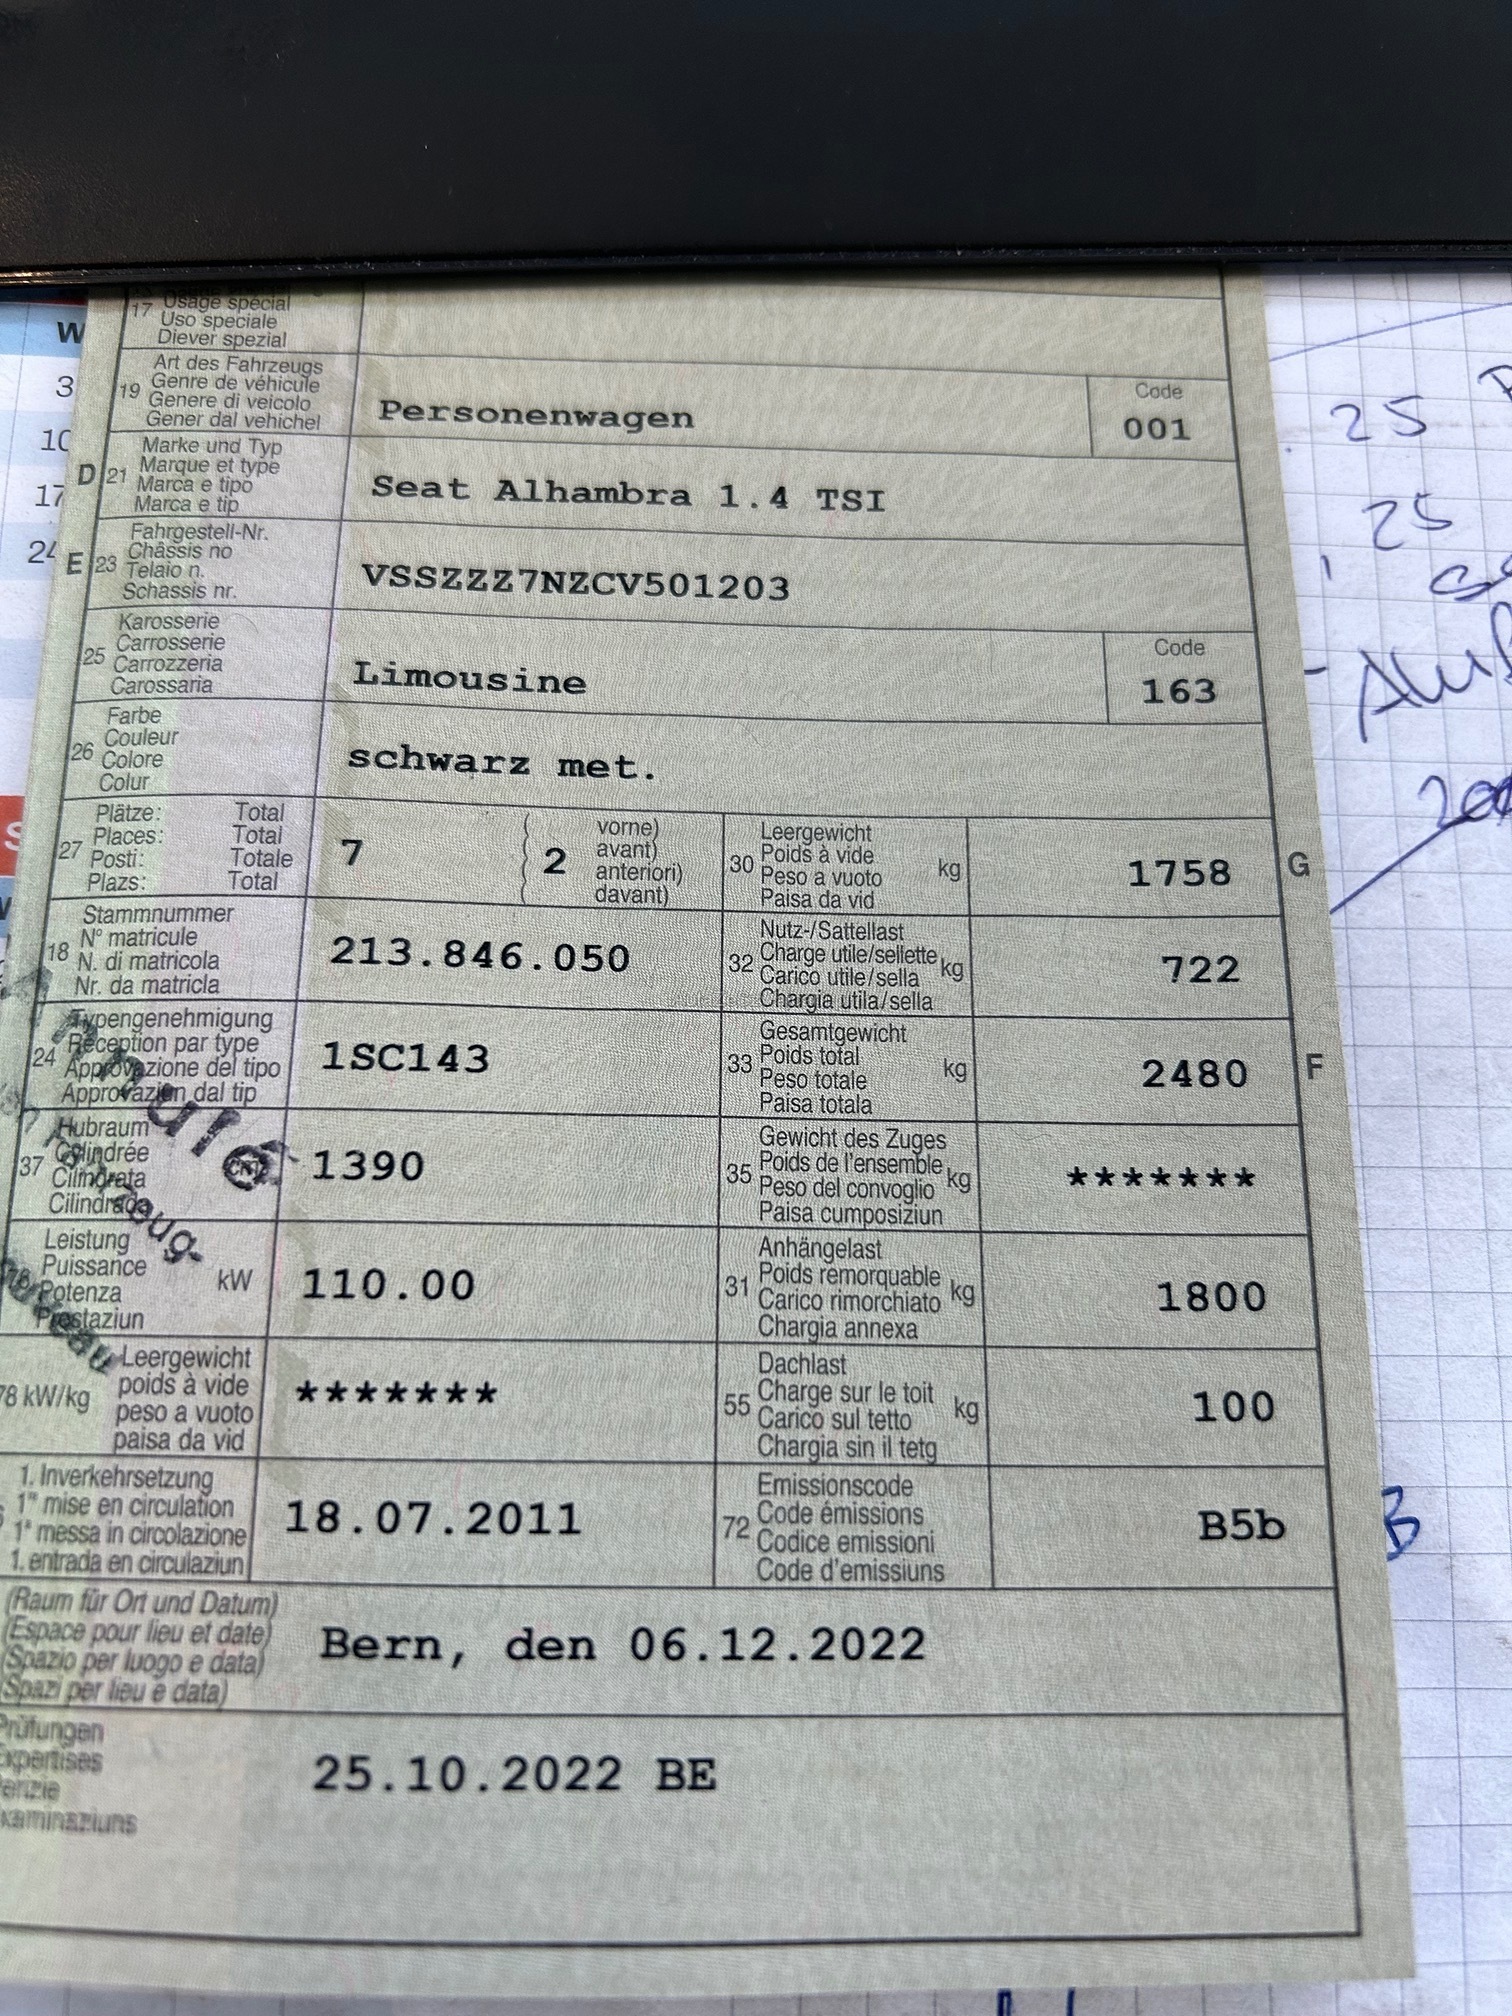 17 Usage spécial
Uso speciale
Diever spezial
19 Art des Fahrzeugs
Genre de véhicule
Genere di veicolo
Gener dal vehichel
Personenwagen
Code
001
D 21 Marke und Typ
Marque et type
Marca e tipo
Marca e tip
Seat Alhambra 1.4 TSI
E 23 Fahrgestell-Nr.
Châssis no
Telaio n.
Schassis nr.
VSSZZZ7NZCV501203
25 Karosserie
Carrosserie
Carrozzeria
Carossaria
Limousine
Code
163
26 Farbe
Couleur
Colore
Colur
schwarz met.
27 Plätze: Total
Places: Total
Posti: Totale
Plazs: Total
7 ( 2 vorne)
avant)
anteriori)
davant)
30 Leergewicht
Poids à vide
Peso a vuoto
Paisa da vid
kg 1758 G
18 Stammnummer
N° matricule
N. di matricola
Nr. da matricla
213.846.050
32 Nutz-/Sattellast
Charge utile/sellette
Carico utile/sella
Chargia utila/sella
kg 722
24 Typengenehmigung
Réception par type
Approvazione del tipo
Approvaziun dal tip
1SC143
33 Gesamtgewicht
Poids total
Peso totale
Paisa totala
kg 2480 F
37 Hubraum
Cylindrée
Cilindrata
Cilindrada
cm³ 1390
35 Gewicht des Zuges
Poids de l'ensemble
Peso del convoglio
Paisa cumposiziun
kg *******
Leistung
Puissance
Potenza
Prestaziun
kW 110.00
31 Anhängelast
Poids remorquable
Carico rimorchiato
Chargia annexa
kg 1800
78 kW/kg Leergewicht
poids à vide
peso a vuoto
paisa da vid
*******
55 Dachlast
Charge sur le toit
Carico sul tetto
Chargia sin il tetg
kg 100
1. Inverkehrsetzung
1re mise en circulation
1a messa in circolazione
1. entrada en circulaziun
18.07.2011
72 Emissionscode
Code émissions
Codice emissioni
Code d'emissiuns
B5b
(Raum für Ort und Datum)
(Espace pour lieu et date)
(Spazio per luogo e data)
(Spazi per lieu e data)
Bern, den 06.12.2022
Prüfungen
Expertises
25.10.2022 BE
W
3
10
17
24
25
25
B